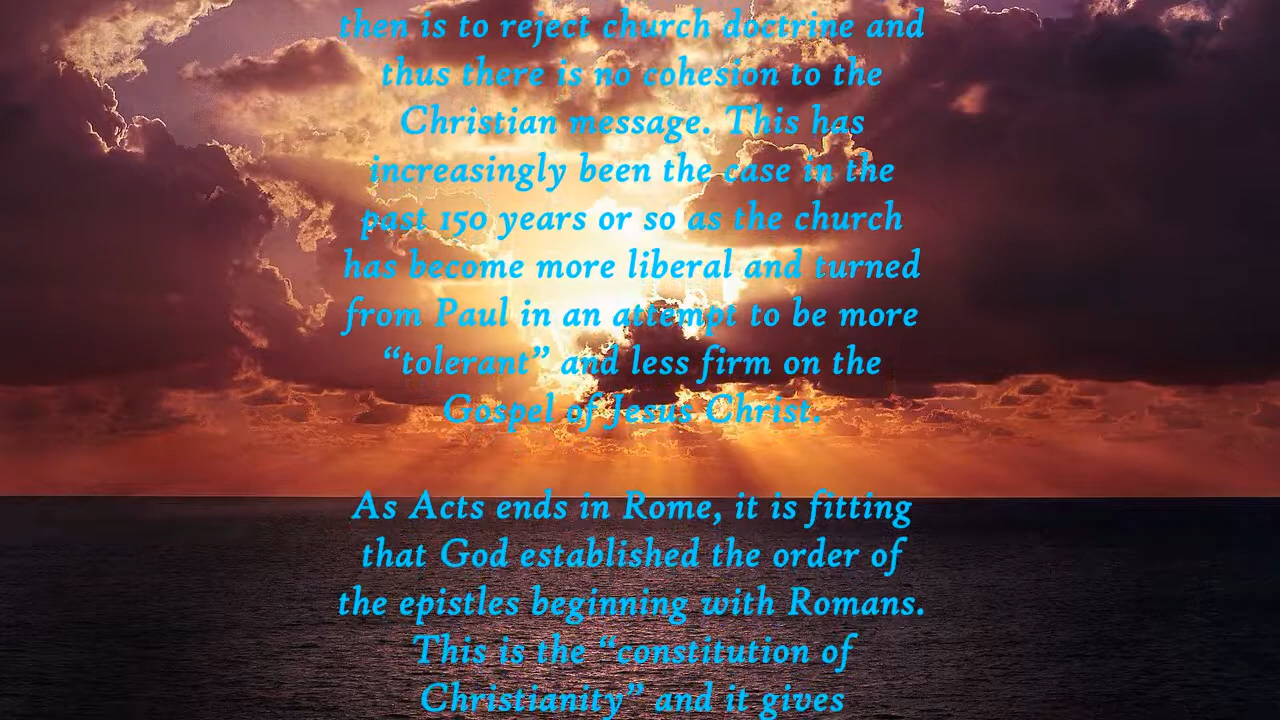 then is to reject church doctrine and
thus there is no cohesion to the
Christian message. This has
increasingly been the case in the
past 150 years or so as the church
has become more liberal and turned
from Paul in an attempt to be more
“tolerant” and less firm on the
Gospel of Jesus Christ.
As Acts ends in Rome, it is fitting
that God established the order of
the epistles beginning with Romans.
This is the “constitution of
Christianity” and it gives